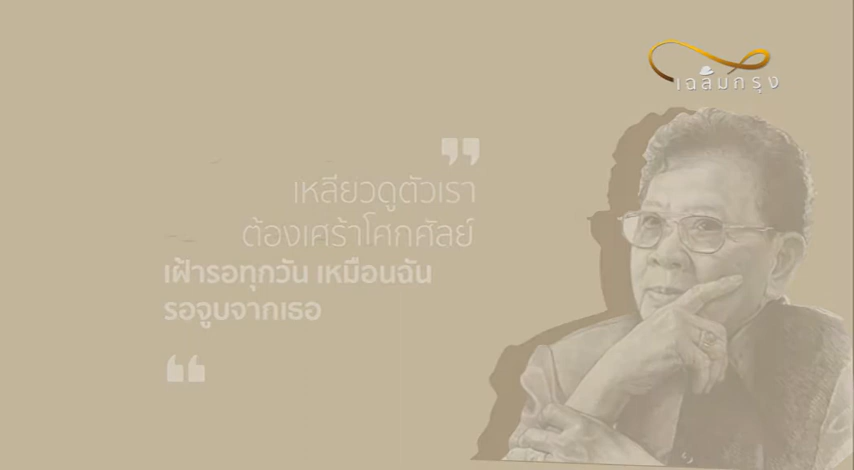 เฉลิมกรุง
เหลียวดูตัวเรา
ต้องเศร้าโศกศัลย์
เฝ้ารอทุกวัน เหมือนฉัน
รอจูบจากเธอ